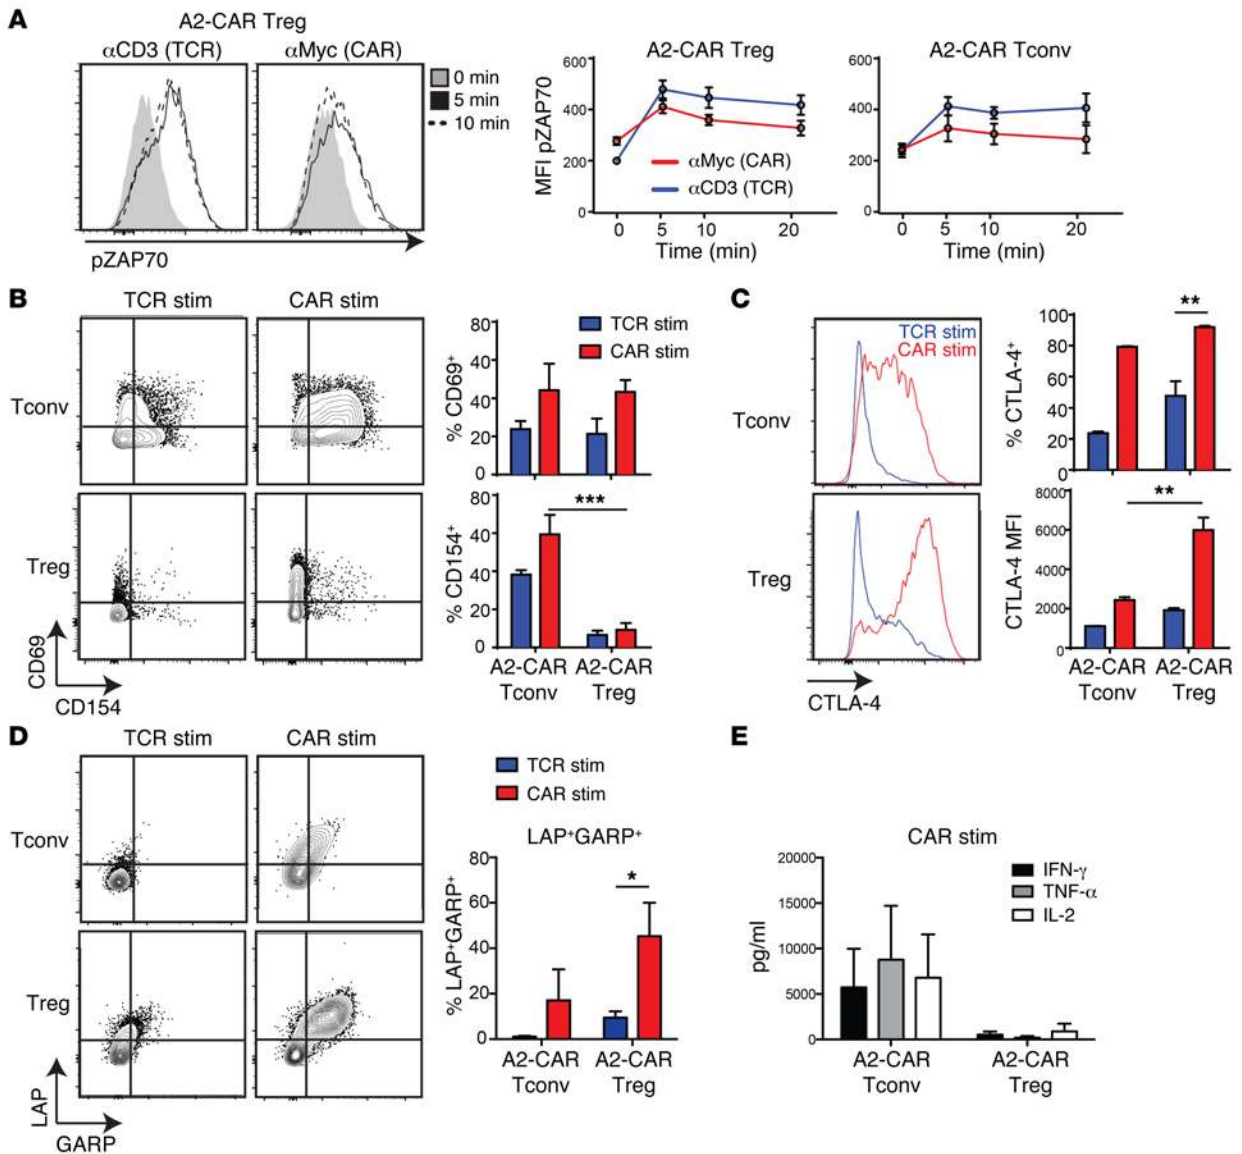 A
A2-CAR Treg
αCD3 (TCR)
αMyc (CAR)
0 min
5 min
10 min
pZAP70
A2-CAR Treg
A2-CAR Tconv
600
400
200
0
MFI pZAP70
αMyc (CAR)
αCD3 (TCR)
0 5 10 20
Time (min)
600
400
200
0
0 5 10 20
Time (min)
B
TCR stim
CAR stim
Tconv
Treg
CD69
CD154
TCR stim
CAR stim
80
60
40
20
0
% CD69+
80
60
40
20
0
% CD154+
***
A2-CAR Tconv
A2-CAR Treg
C
TCR stim
CAR stim
Tconv
Treg
CTLA-4
100
80
60
40
20
0
% CTLA-4+
**
8000
6000
4000
2000
0
CTLA-4 MFI
**
A2-CAR Tconv
A2-CAR Treg
D
TCR stim
CAR stim
Tconv
Treg
LAP
GARP
TCR stim
CAR stim
LAP+GARP+
80
60
40
20
0
% LAP+GARP+
*
A2-CAR Tconv
A2-CAR Treg
E
CAR stim
20000
15000
10000
5000
0
pg/ml
IFN-γ
TNF-α
IL-2
A2-CAR Tconv
A2-CAR Treg